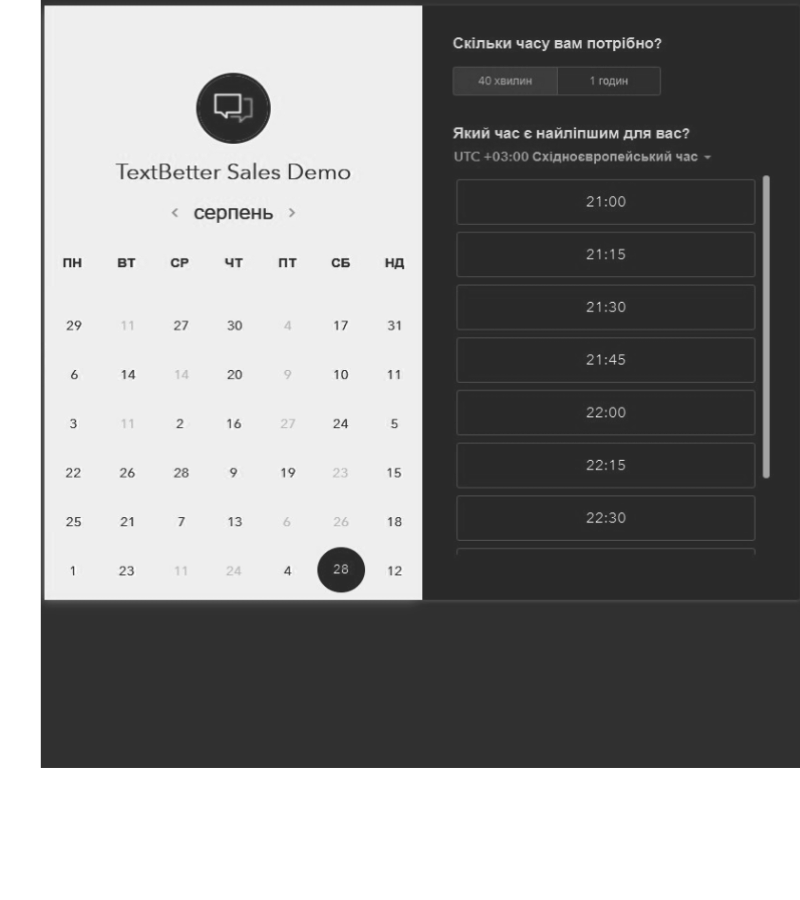 TextBetter Sales Demo
< серпень >
ПН ВТ СР ЧТ ПТ СБ НД
29 11 27 30 4 17 31
6 14 14 20 9 10 11
3 11 2 16 27 24 5
22 26 28 9 19 23 15
25 21 7 13 6 26 18
1 23 11 24 4 28 12
Скільки часу вам потрібно?
40 хвилин 1 годин
Який час є найліпшим для вас?
UTC +03:00 Східноєвропейський час
21:00
21:15
21:30
21:45
22:00
22:15
22:30